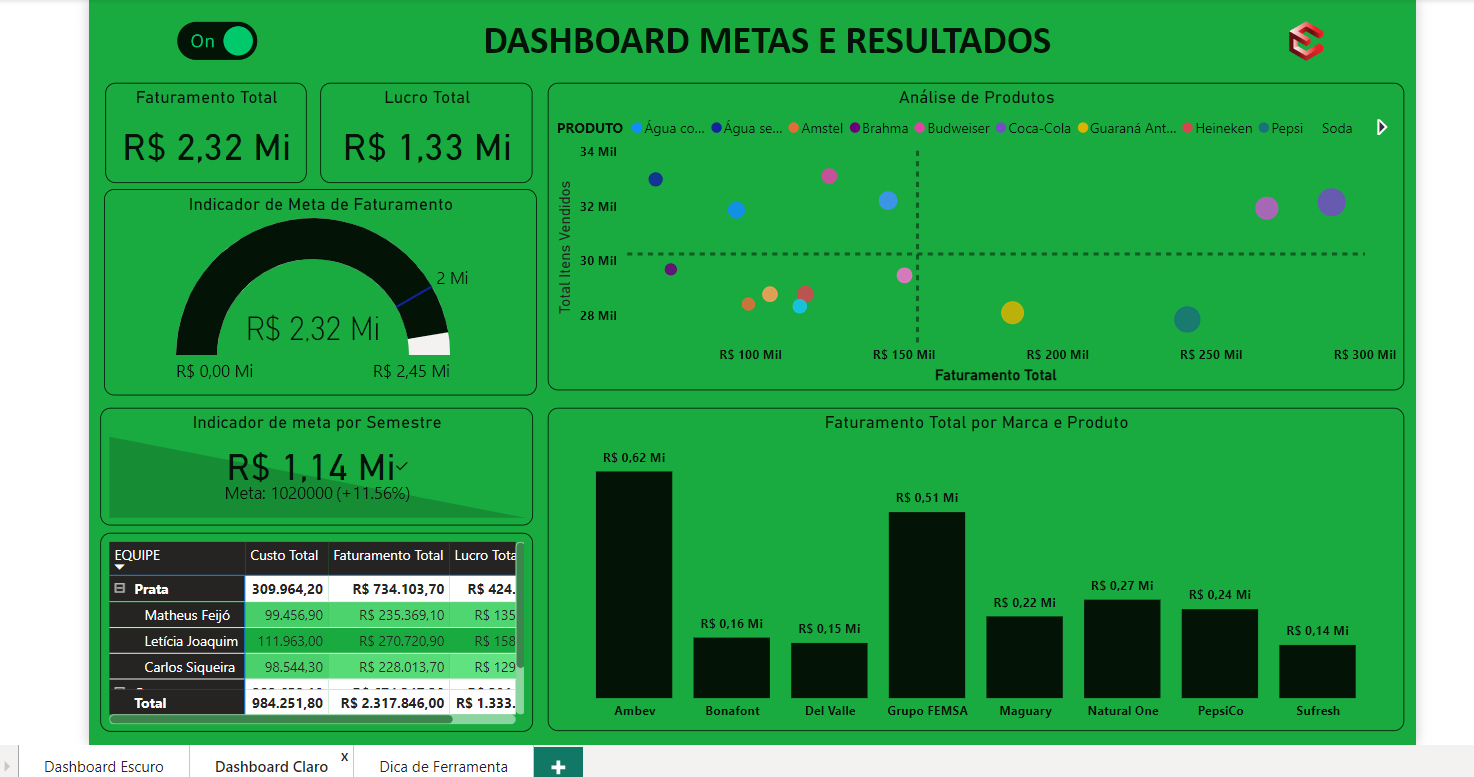 On
DASHBOARD METAS E RESULTADOS
Faturamento Total
R$ 2,32 Mi
Lucro Total
R$ 1,33 Mi
Indicador de Meta de Faturamento
2 Mi
R$ 2,32 Mi
R$ 0,00 Mi R$ 2,45 Mi
Indicador de meta por Semestre
R$ 1,14 Mi
Meta: 1020000 (+11.56%)
EQUIPE Custo Total Faturamento Total Lucro Tota
Prata 309.964,20 R$ 734.103,70 R$ 424.
Matheus Feijó 99.456,90 R$ 235.369,10 R$ 135
Letícia Joaquim 111.963,00 R$ 270.720,90 R$ 158
Carlos Siqueira 98.544,30 R$ 228.013,70 R$ 129
Total 984.251,80 R$ 2.317.846,00 R$ 1.333.
Análise de Produtos
PRODUTO Água co... Água se... Amstel Brahma Budweiser Coca-Cola Guaraná Ant... Heineken Pepsi Soda
Total Itens Vendidos
34 Mil
32 Mil
30 Mil
28 Mil
R$ 100 Mil R$ 150 Mil R$ 200 Mil R$ 250 Mil R$ 300 Mil
Faturamento Total
Faturamento Total por Marca e Produto
R$ 0,62 Mi R$ 0,16 Mi R$ 0,15 Mi R$ 0,51 Mi R$ 0,22 Mi R$ 0,27 Mi R$ 0,24 Mi R$ 0,14 Mi
Ambev Bonafont Del Valle Grupo FEMSA Maguary Natural One PepsiCo Sufresh
Dashboard Escuro Dashboard Claro x Dica de Ferramenta +